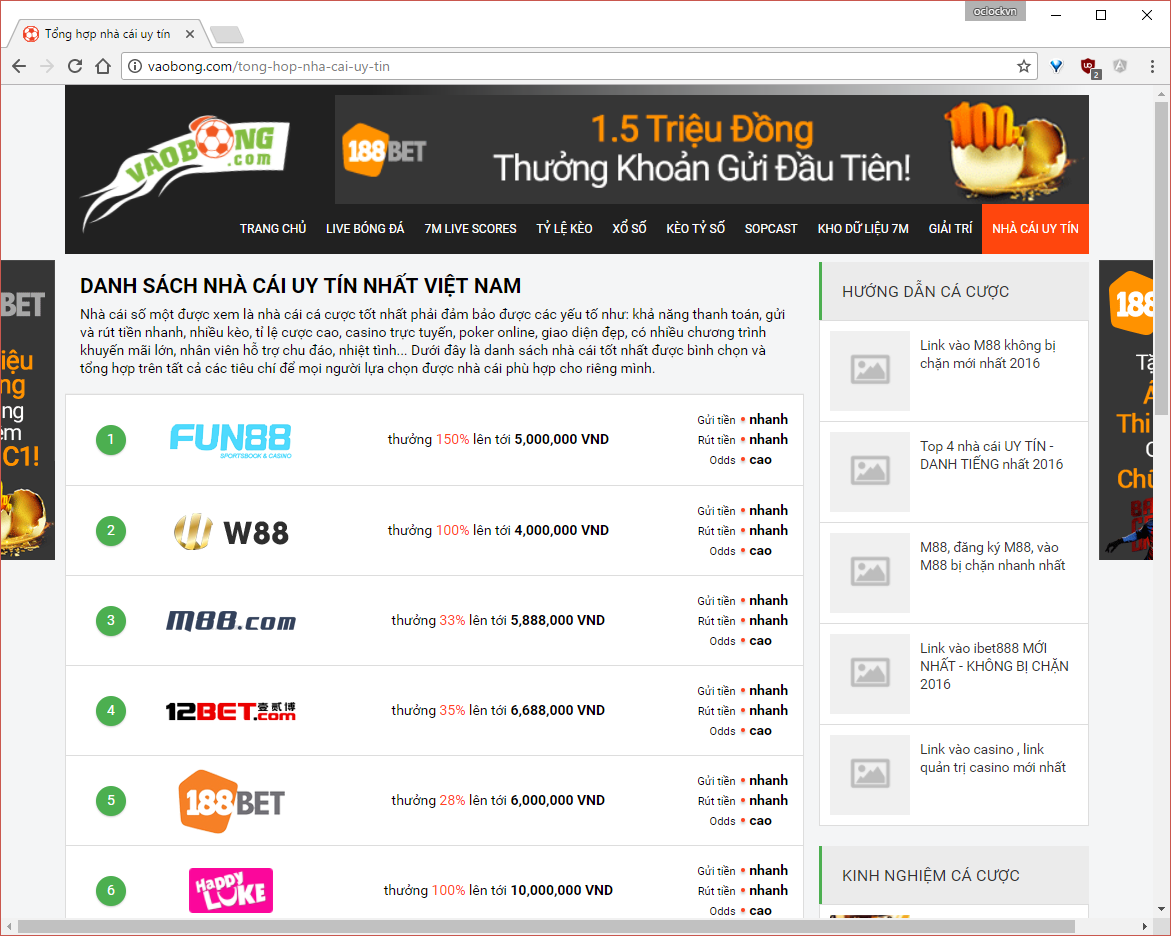 oclockvn
Tổng hợp nhà cái uy tín
vaobong.com/tong-hop-nha-cai-uy-tin
2
VAOBONG
.com
188BET
1.5 Triệu Đồng
Thưởng Khoản Gửi Đầu Tiên!
100
TRANG CHỦ
LIVE BÓNG ĐÁ
7M LIVE SCORES
TỶ LỆ KÈO
XỔ SỐ
KÈO TỶ SỐ
SOPCAST
KHO DỮ LIỆU 7M
GIẢI TRÍ
NHÀ CÁI UY TÍN
BET
iệu
ng
ng
em
C1!
DANH SÁCH NHÀ CÁI UY TÍN NHẤT VIỆT NAM
Nhà cái số một được xem là nhà cái cá cược tốt nhất phải đảm bảo được các yếu tố như: khả năng thanh toán, gửi
và rút tiền nhanh, nhiều kèo, tỉ lệ cược cao, casino trực tuyến, poker online, giao diện đẹp, có nhiều chương trình
khuyến mãi lớn, nhân viên hỗ trợ chu đáo, nhiệt tình... Dưới đây là danh sách nhà cái tốt nhất được bình chọn và
tổng hợp trên tất cả các tiêu chí để mọi người lựa chọn được nhà cái phù hợp cho riêng mình.
1
FUN88
SPORTSBOOK & CASINO
thưởng 150% lên tới 5,000,000 VND
Gửi tiền • nhanh
Rút tiền • nhanh
Odds • cao
2
W88
thưởng 100% lên tới 4,000,000 VND
Gửi tiền • nhanh
Rút tiền • nhanh
Odds • cao
3
M88.com
thưởng 33% lên tới 5,888,000 VND
Gửi tiền • nhanh
Rút tiền • nhanh
Odds • cao
4
12BET.com
壹贰博
thưởng 35% lên tới 6,688,000 VND
Gửi tiền • nhanh
Rút tiền • nhanh
Odds • cao
5
188BET
thưởng 28% lên tới 6,000,000 VND
Gửi tiền • nhanh
Rút tiền • nhanh
Odds • cao
6
HAPPY
LUKE
thưởng 100% lên tới 10,000,000 VND
Gửi tiền • nhanh
Rút tiền • nhanh
Odds • cao
HƯỚNG DẪN CÁ CƯỢC
Link vào M88 không bị
chặn mới nhất 2016
Top 4 nhà cái UY TÍN -
DANH TIẾNG nhất 2016
M88, đăng ký M88, vào
M88 bị chặn nhanh nhất
Link vào ibet888 MỚI
NHẤT - KHÔNG BỊ CHẶN
2016
Link vào casino , link
quản trị casino mới nhất
KINH NGHIỆM CÁ CƯỢC
188
Thi